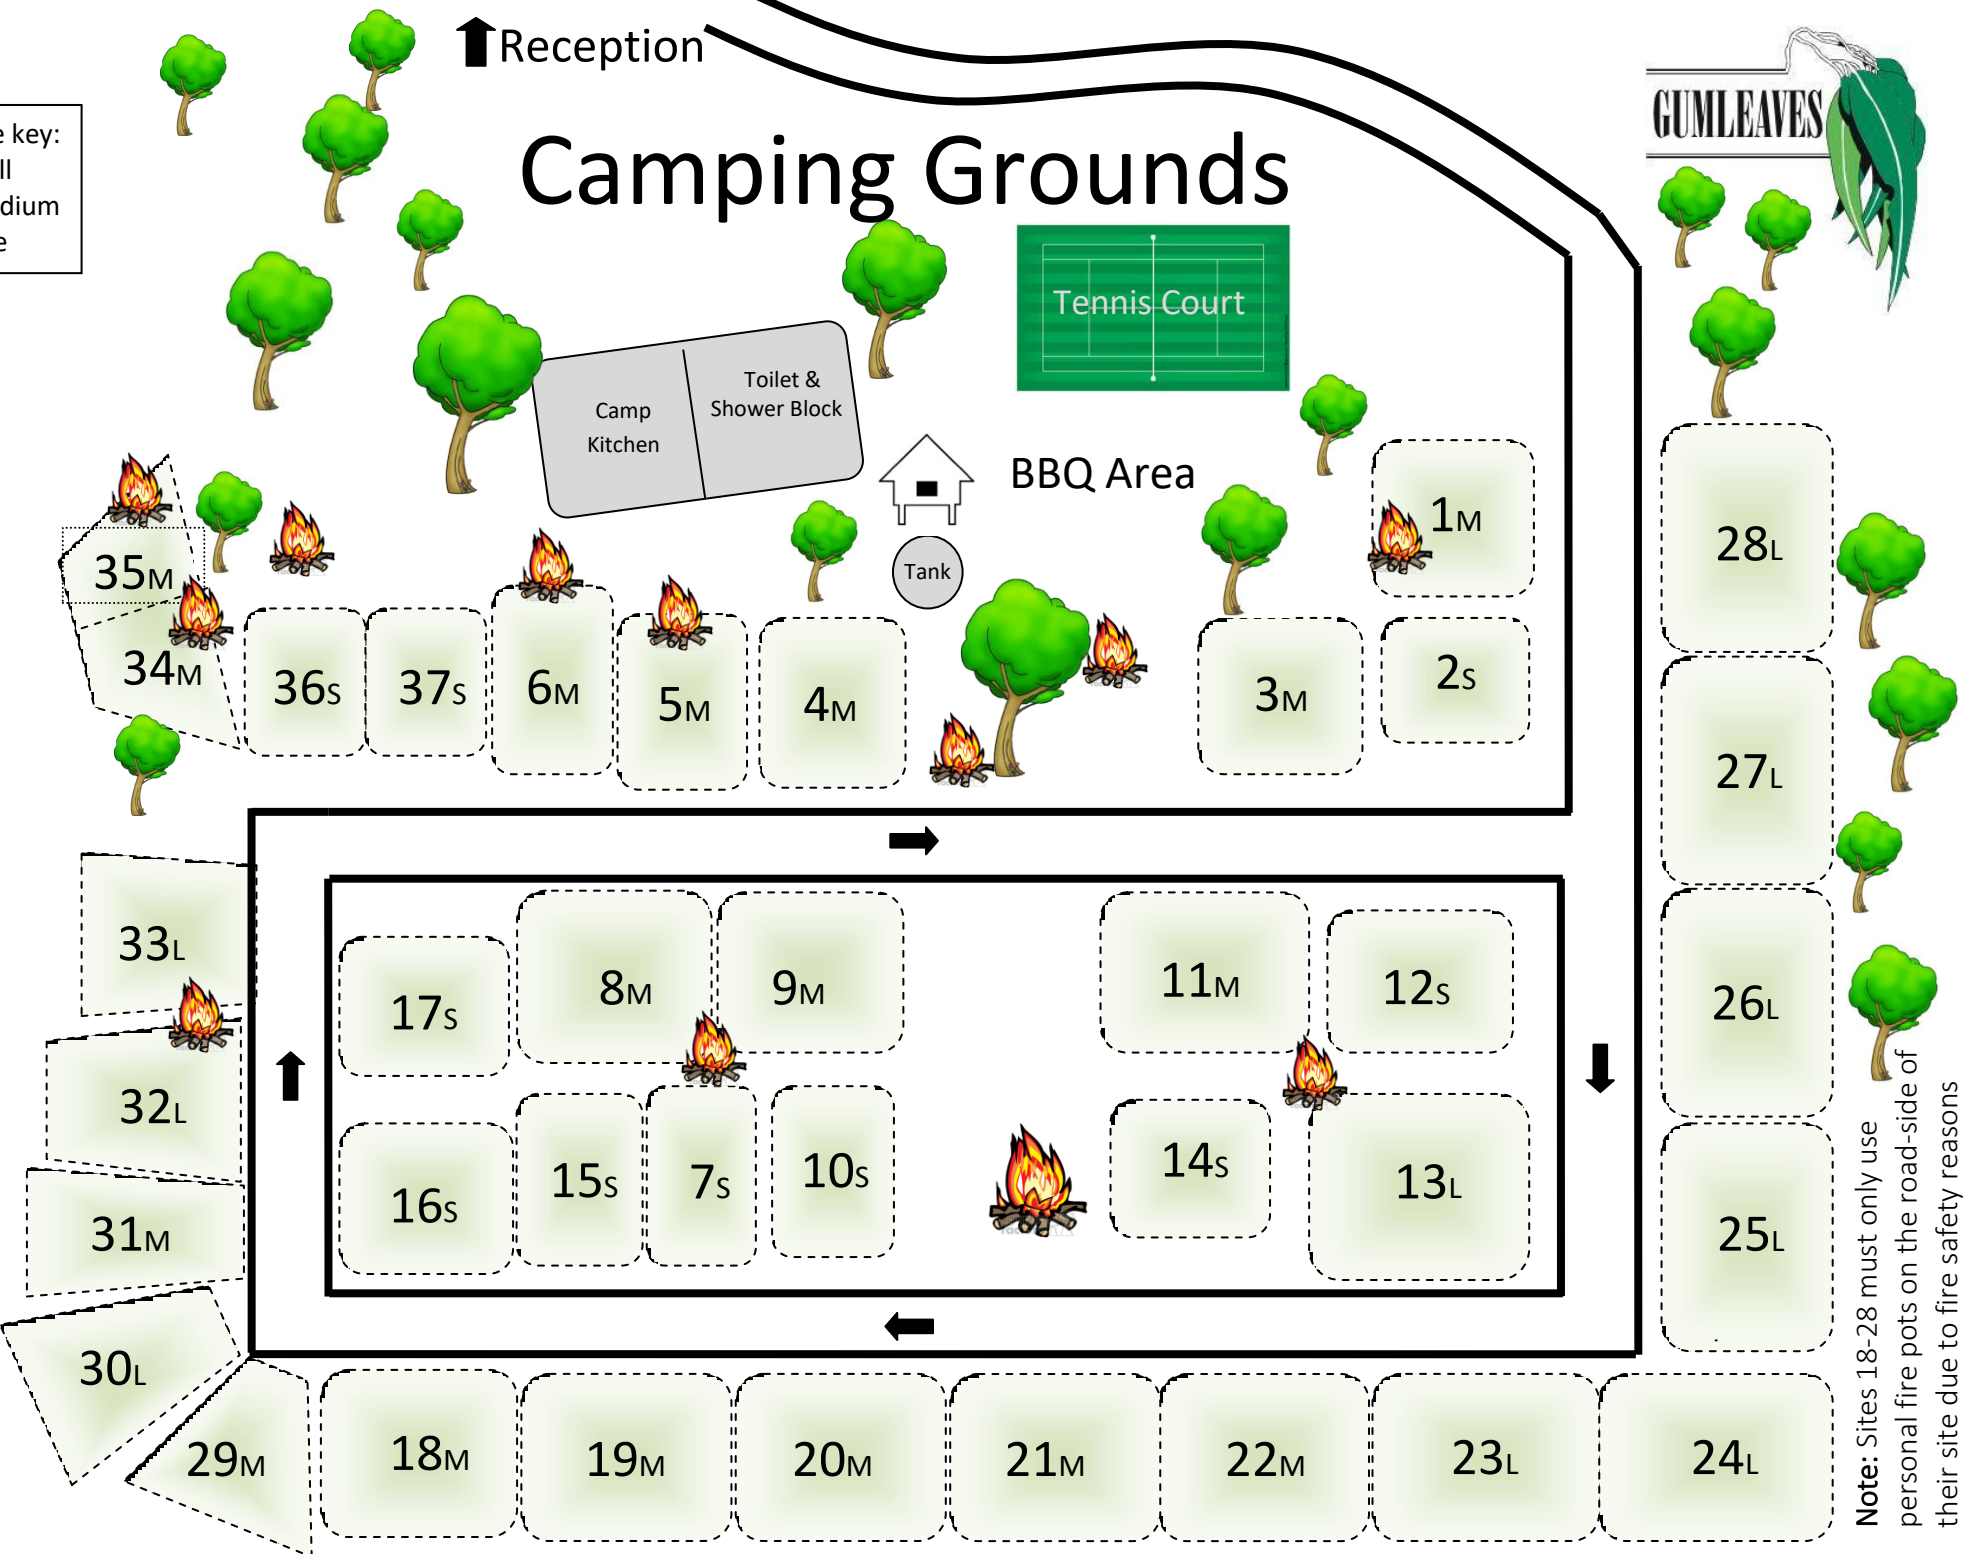 Reception
Camping Grounds
GUMLEAVES
key:
dium
Tennis Court
Toilet &
Shower Block
Camp
Kitchen
BBQ Area
Tank
1M
28L
35M
34M
36S
37S
6M
5M
4M
3M
2S
27L
33L
17S
8M
9M
11M
12S
26L
32L
16S
15S
7S
10S
14S
13L
25L
31M
30L
29M
18M
19M
20M
21M
22M
23L
24L
Note: Sites 18-28 must only use
personal fire pots on the road-side of
their site due to fire safety reasons